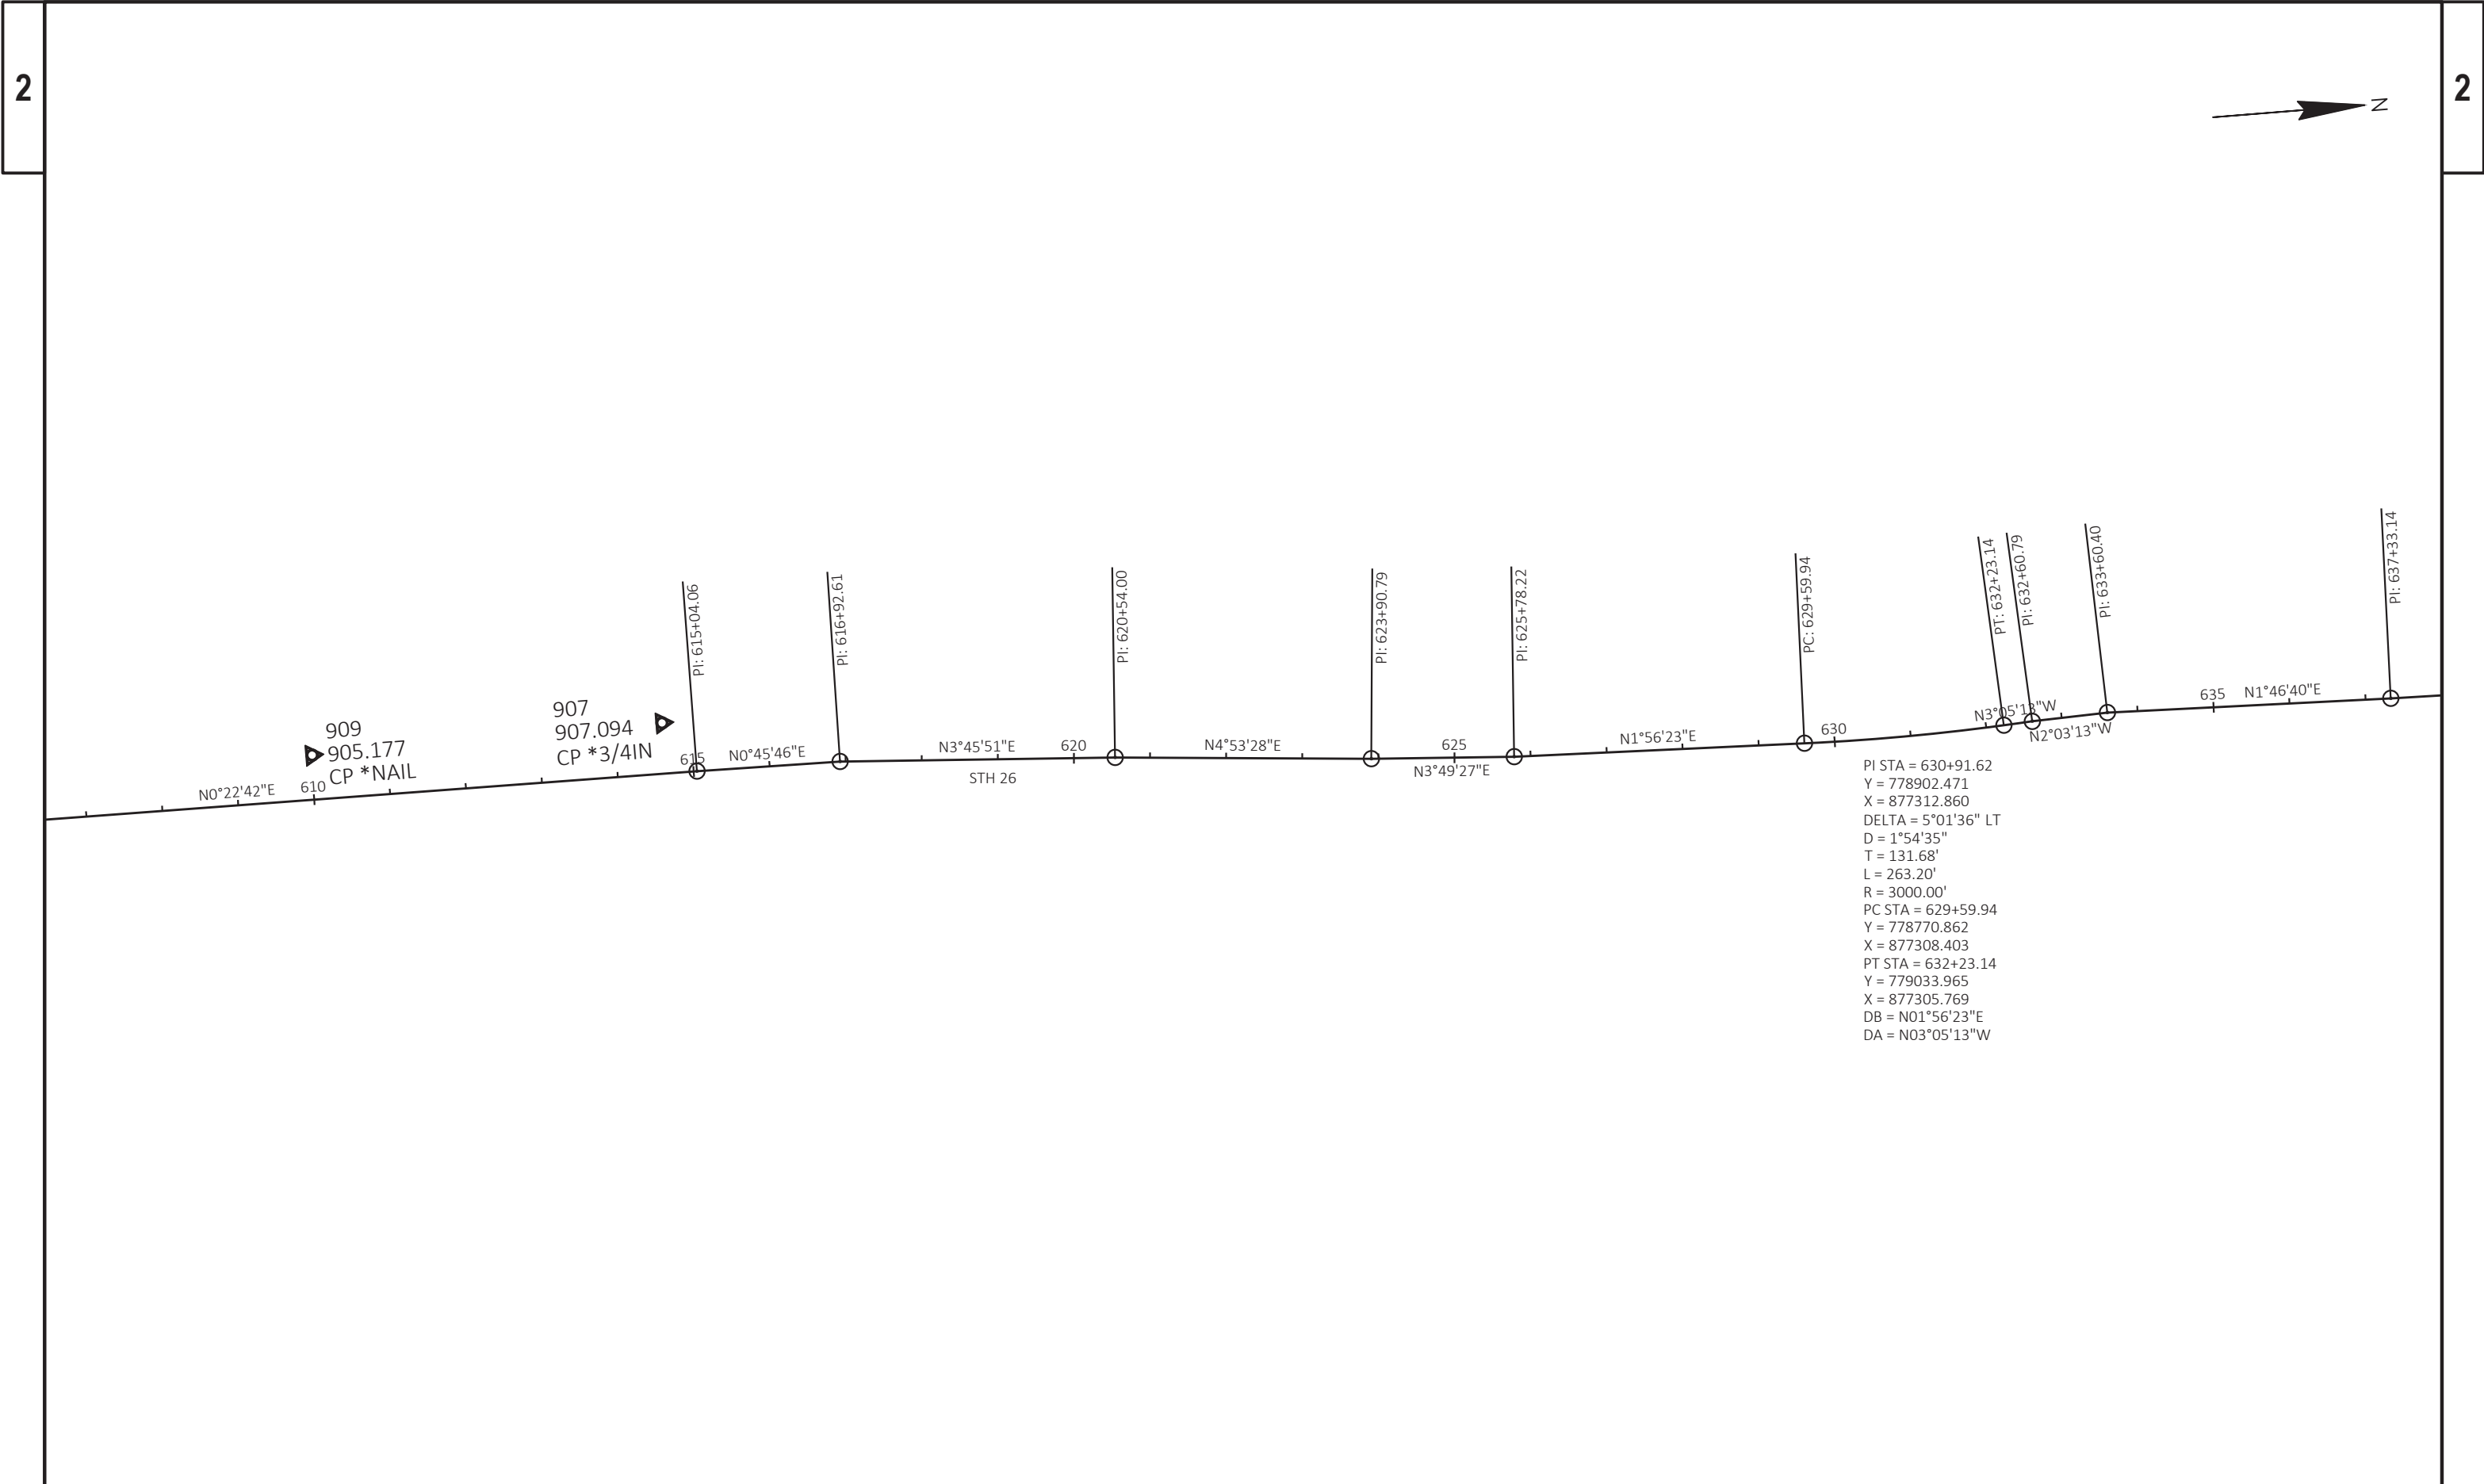 2
2
N
PI: 615+04.06
PI: 616+92.61
PI: 620+54.00
PI: 623+90.79
PI: 625+78.22
PC: 629+59.94
PT: 632+23.14
PI: 632+60.79
PI: 633+60.40
PI: 637+33.14
909
905.177
CP *NAIL
907
907.094
CP *3/4IN
N0°22'42"E
610
615
N0°45'46"E
N3°45'51"E
STH 26
620
N4°53'28"E
625
N3°49'27"E
N1°56'23"E
630
N3°05'13"W
N2°03'13"W
635
N1°46'40"E
PI STA = 630+91.62
Y = 778902.471
X = 877312.860
DELTA = 5°01'36" LT
D = 1°54'35"
T = 131.68'
L = 263.20'
R = 3000.00'
PC STA = 629+59.94
Y = 778770.862
X = 877308.403
PT STA = 632+23.14
Y = 779033.965
X = 877305.769
DB = N01°56'23"E
DA = N03°05'13"W